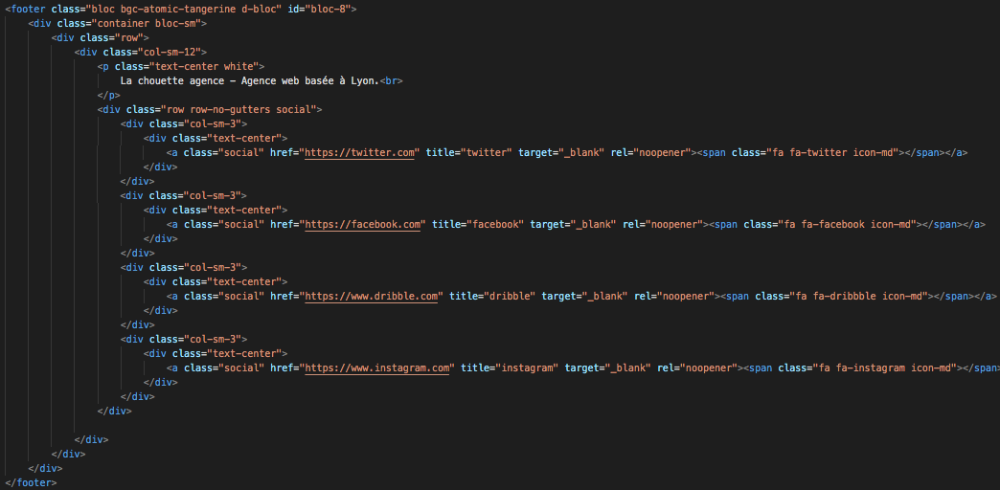 <footer class="bloc bgc-atomic-tangerine d-bloc" id="bloc-8">
<div class="container bloc-sm">
<div class="row">
<div class="col-sm-12">
<p class="text-center white">
La chouette agence – Agence web basée à Lyon.<br>
</p>
<div class="row row-no-gutters social">
<div class="col-sm-3">
<div class="text-center">
<a class="social" href="https://twitter.com" title="twitter" target="_blank" rel="noopener"><span class="fa fa-twitter icon-md"></span></a>
</div>
</div>
<div class="col-sm-3">
<div class="text-center">
<a class="social" href="https://facebook.com" title="facebook" target="_blank" rel="noopener"><span class="fa fa-facebook icon-md"></span></a>
</div>
</div>
<div class="col-sm-3">
<div class="text-center">
<a class="social" href="https://www.dribble.com" title="dribble" target="_blank" rel="noopener"><span class="fa fa-dribbble icon-md"></span></a>
</div>
</div>
<div class="col-sm-3">
<div class="text-center">
<a class="social" href="https://www.instagram.com" title="instagram" target="_blank" rel="noopener"><span class="fa fa-instagram icon-md"></span>
</div>
</div>
</div>
</div>
</div>
</div>
</footer>